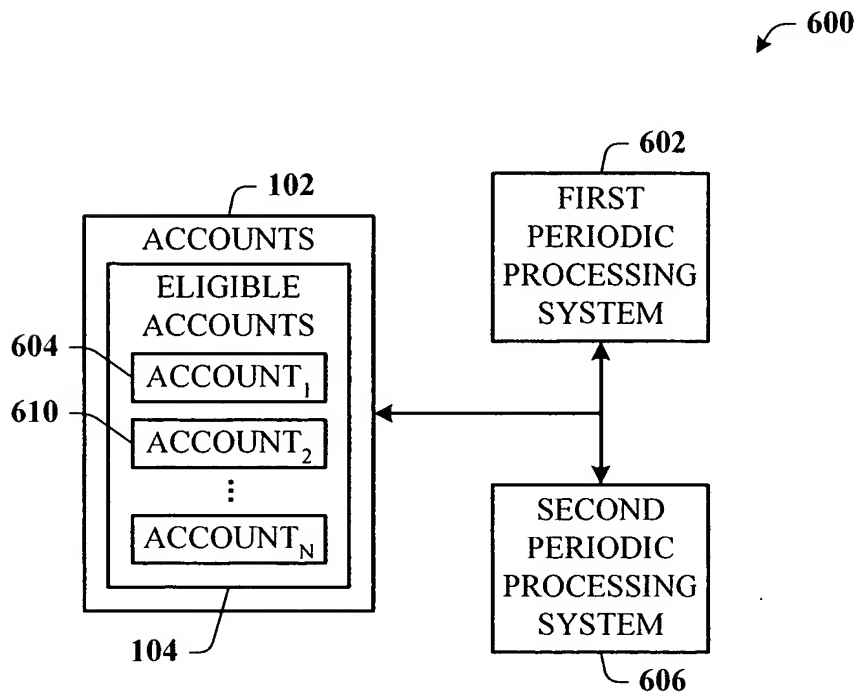 600
602
FIRST
PERIODIC
PROCESSING
SYSTEM
102
ACCOUNTS
ELIGIBLE
ACCOUNTS
604
ACCOUNT1
610
ACCOUNT2
⋮
ACCOUNTN
104
SECOND
PERIODIC
PROCESSING
SYSTEM
606